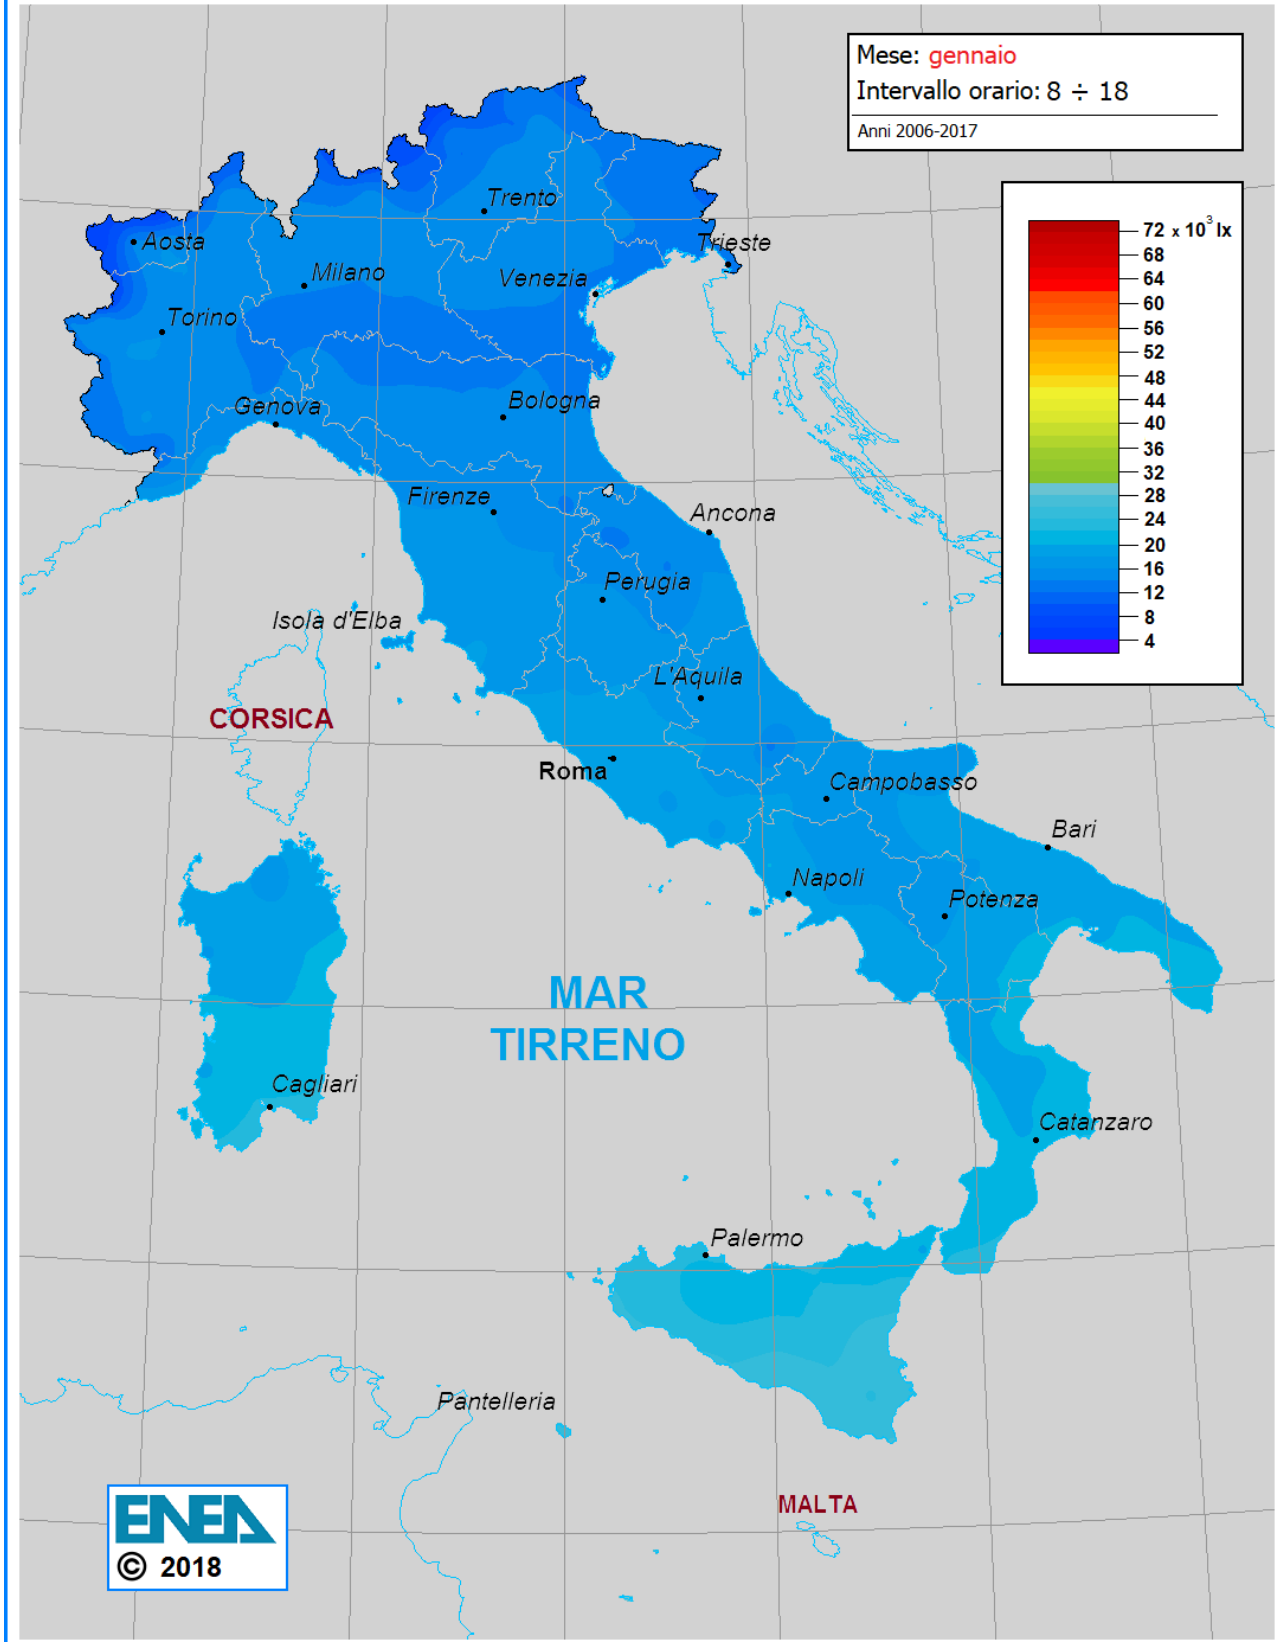 Mese: gennaio
Intervallo orario: 8 ÷ 18
Anni 2006-2017
72 x 10³ lx
68
64
60
56
52
48
44
40
36
32
28
24
20
16
12
8
4
Trento
Aosta
Trieste
Milano
Venezia
Torino
Genova
Bologna
Firenze
Ancona
Perugia
Isola d'Elba
L'Aquila
CORSICA
Roma
Campobasso
Bari
Napoli
Potenza
MAR
TIRRENO
Cagliari
Catanzaro
Palermo
Pantelleria
MALTA
ENEA
© 2018